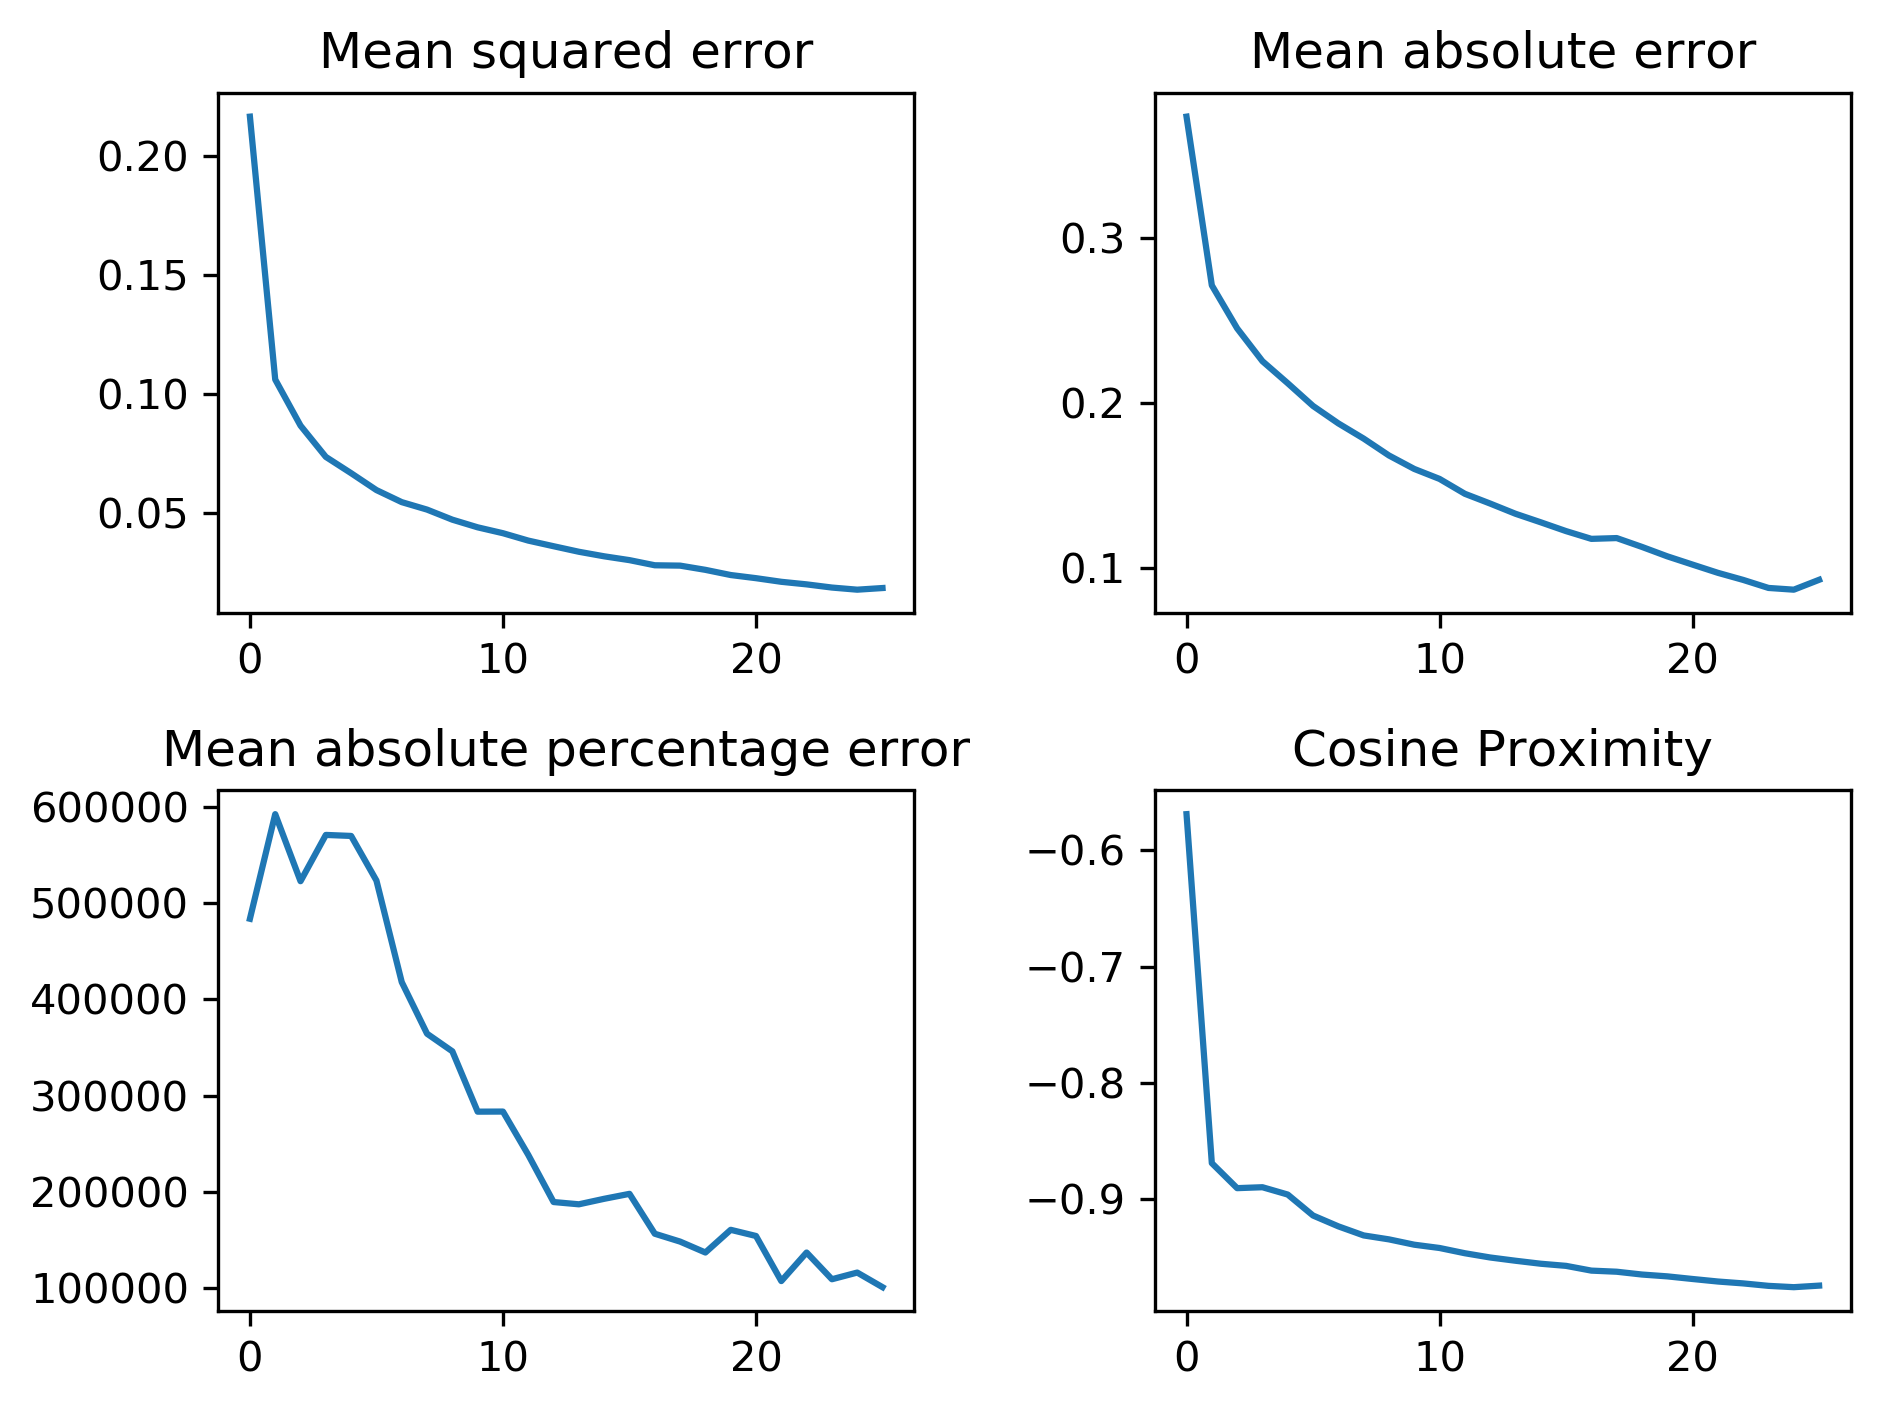 Mean squared error
0.20
0.15
0.10
0.05
0 10 20
Mean absolute error
0.3
0.2
0.1
0 10 20
Mean absolute percentage error
600000
500000
400000
300000
200000
100000
0 10 20
Cosine Proximity
−0.6
−0.7
−0.8
−0.9
0 10 20